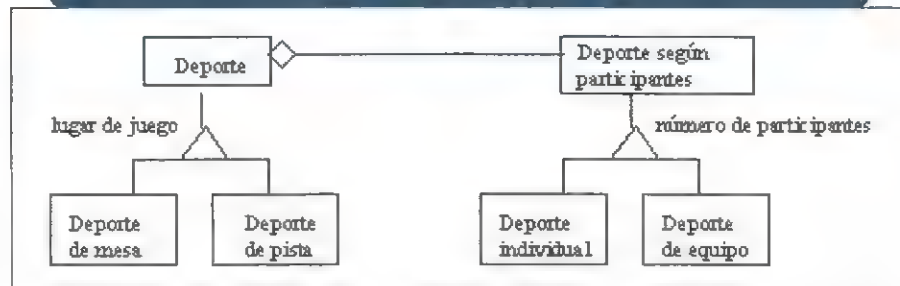 Deporte
Deporte según
participantes
lugar de juego
número de participantes
Deporte
de mesa
Deporte
de pista
Deporte
individual
Deporte
de equipo